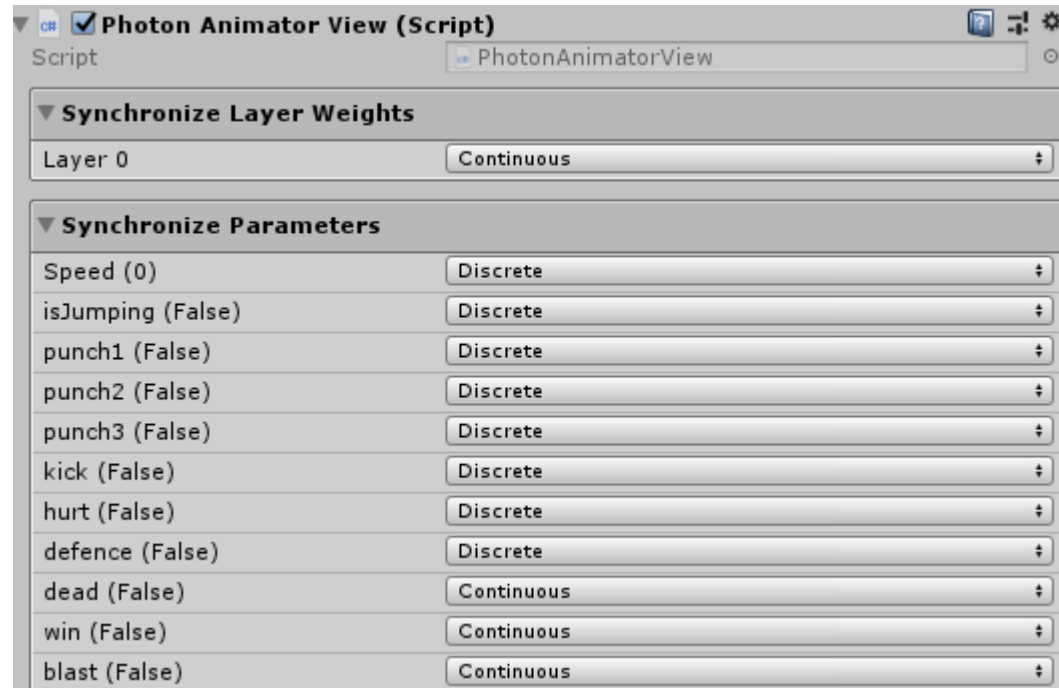 Photon Animator View (Script)
Script PhotonAnimatorView
Synchronize Layer Weights
Layer 0 Continuous
Synchronize Parameters
Speed (0) Discrete
isJumping (False) Discrete
punch1 (False) Discrete
punch2 (False) Discrete
punch3 (False) Discrete
kick (False) Discrete
hurt (False) Discrete
defence (False) Discrete
dead (False) Continuous
win (False) Continuous
blast (False) Continuous